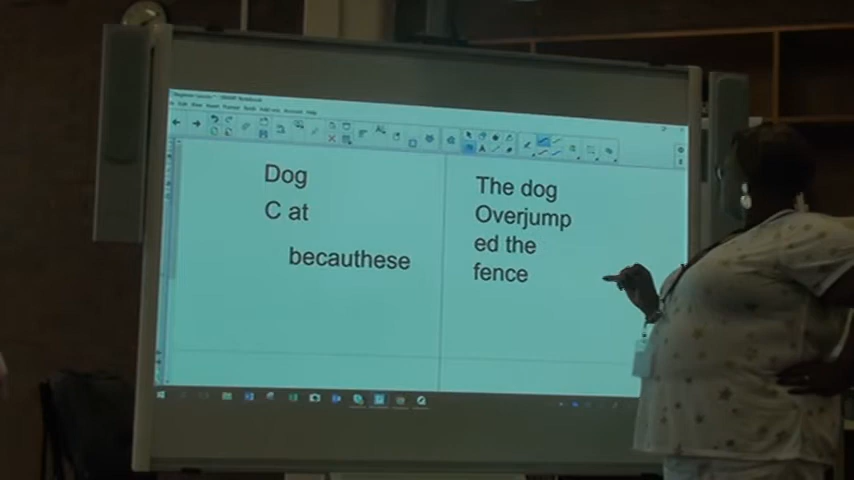 Dog
C at
becauthese
The dog
Overjump
ed the
fence